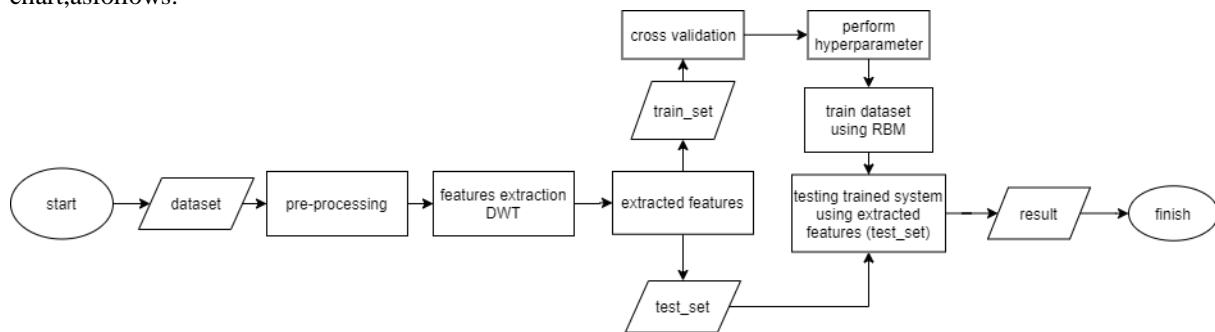 chart,asfollows:
start
dataset
pre-processing
features extraction
DWT
extracted features
train_set
cross validation
perform
hyperparameter
train dataset
using RBM
test_set
testing trained system
using extracted
features (test_set)
result
finish